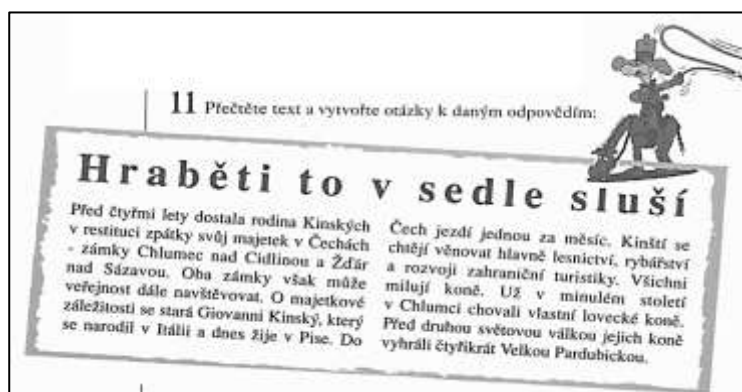 11 Přečtěte text a vytvořte otázky k daným odpovědím:
Hraběti to v sedle sluší
Před čtyřmi lety dostala rodina Kinských
v restituci zpátky svůj majetek v Čechách
- zámky Chlumec nad Cidlinou a Žďár
nad Sázavou. Oba zámky však může
veřejnost dále navštěvovat. O majetkové
záležitosti se stará Giovanni Kinský, který
se narodil v Itálii a dnes žije v Pise. Do
Čech jezdí jednou za měsíc. Kinští se
chtějí věnovat hlavně lesnictví, rybářství
a rozvoji zahraniční turistiky. Všichni
milují koně. Už v minulém století
v Chlumci chovali vlastní lovecké koně.
Před druhou světovou válkou jejich koně
vyhráli čtyřikrát Velkou Pardubickou.